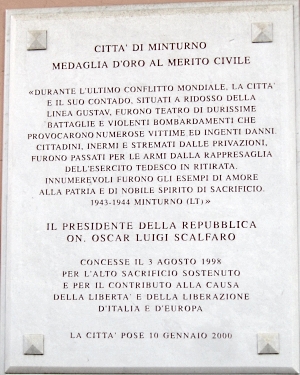 CITTA' DI MINTURNO
MEDAGLIA D'ORO AL MERITO CIVILE
«DURANTE L'ULTIMO CONFLITTO MONDIALE, LA CITTA'
E IL SUO CONTADO, SITUATI A RIDOSSO DELLA
LINEA GUSTAV, FURONO TEATRO DI DURISSIME
BATTAGLIE E VIOLENTI BOMBARDAMENTI CHE
PROVOCARONO NUMEROSE VITTIME ED INGENTI DANNI.
CITTADINI, INERMI E STREMATI DALLE PRIVAZIONI,
FURONO PASSATI PER LE ARMI DALLA RAPPRESAGLIA
DELL'ESERCITO TEDESCO IN RITIRATA.
INNUMEREVOLI FURONO GLI ESEMPI DI AMORE
ALLA PATRIA E DI NOBILE SPIRITO DI SACRIFICIO.
1943-1944 MINTURNO (LT)»
IL PRESIDENTE DELLA REPUBBLICA
ON. OSCAR LUIGI SCALFARO
CONCESSE IL 3 AGOSTO 1998
PER L'ALTO SACRIFICIO SOSTENUTO
E PER IL CONTRIBUTO ALLA CAUSA
DELLA LIBERTA' E DELLA LIBERAZIONE
D'ITALIA E D'EUROPA
LA CITTA' POSE 10 GENNAIO 2000